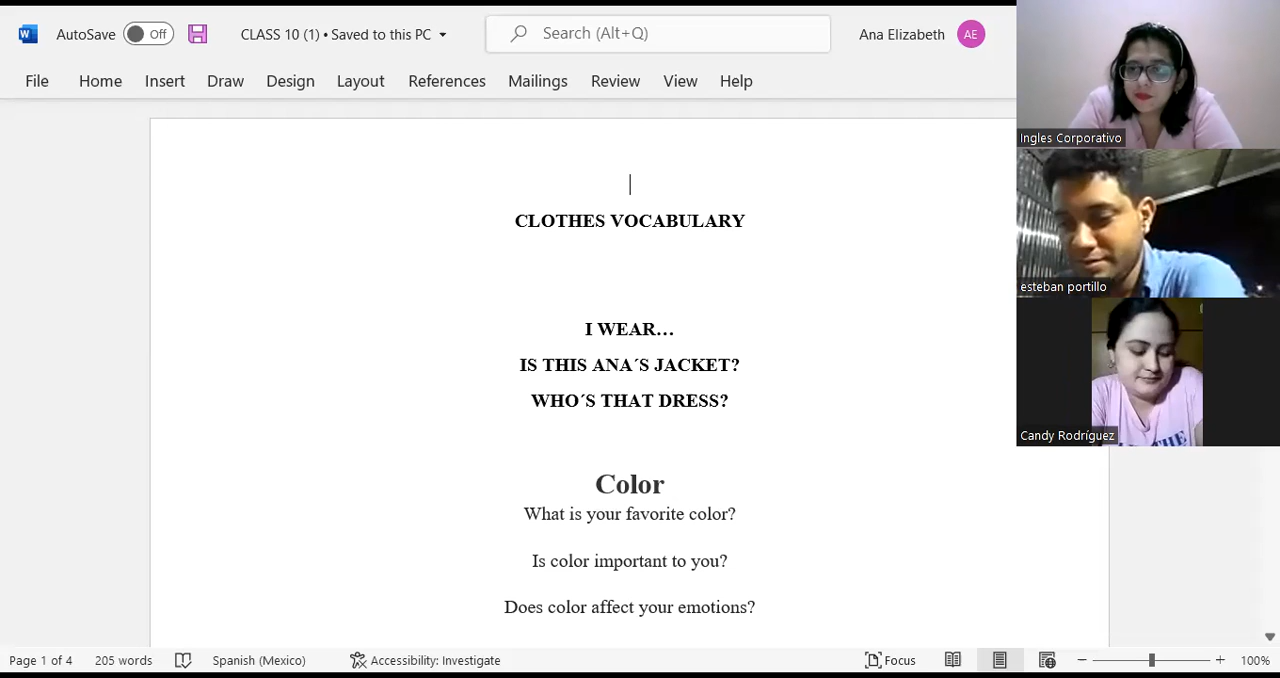 AutoSave Off CLASS 10 (1) • Saved to this PC Search (Alt+Q) Ana Elizabeth AE
File Home Insert Draw Design Layout References Mailings Review View Help
Ingles Corporativo
esteban portillo
Candy Rodríguez
CLOTHES VOCABULARY
I WEAR…
IS THIS ANA´S JACKET?
WHO´S THAT DRESS?
Color
What is your favorite color?
Is color important to you?
Does color affect your emotions?
Page 1 of 4 205 words Spanish (Mexico) Accessibility: Investigate Focus 100%